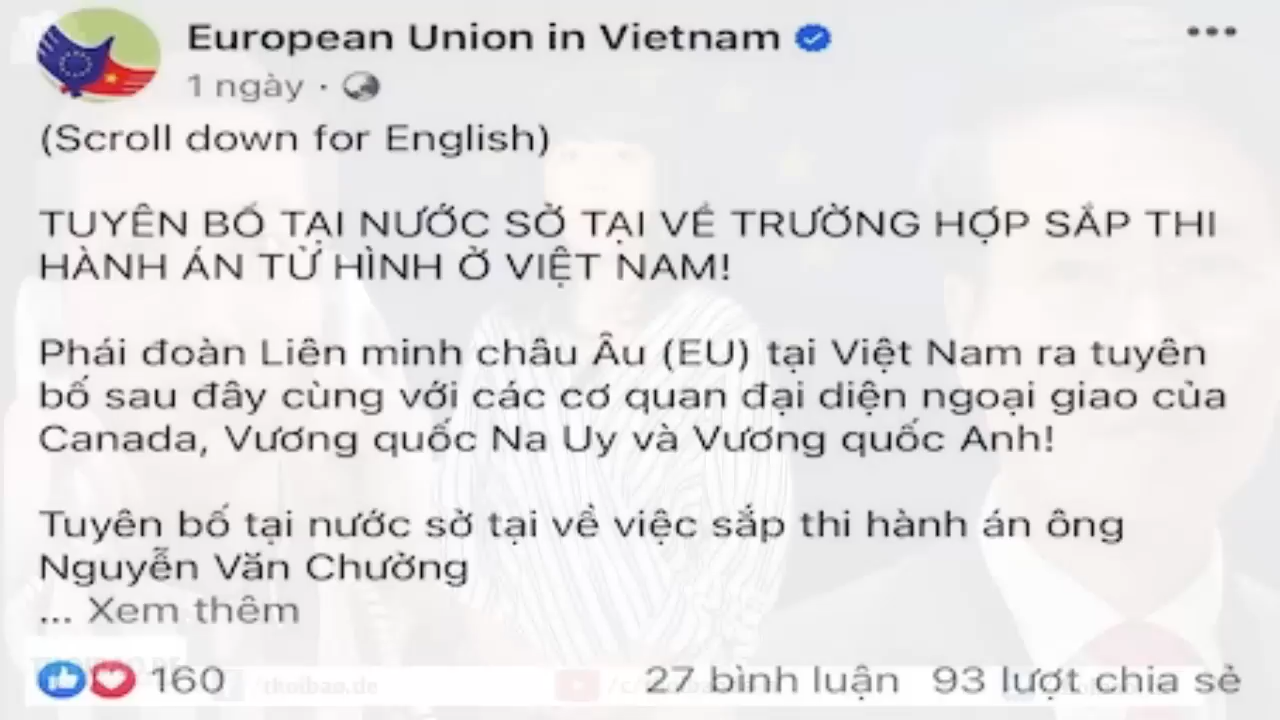 European Union in Vietnam
1 ngày ·
(Scroll down for English)
TUYÊN BỐ TẠI NƯỚC SỞ TẠI VỀ TRƯỜNG HỢP SẮP THI
HÀNH ÁN TỬ HÌNH Ở VIỆT NAM!
Phái đoàn Liên minh châu Âu (EU) tại Việt Nam ra tuyên
bố sau đây cùng với các cơ quan đại diện ngoại giao của
Canada, Vương quốc Na Uy và Vương quốc Anh!
Tuyên bố tại nước sở tại về việc sắp thi hành án ông
Nguyễn Văn Chưởng
... Xem thêm
160 27 bình luận 93 lượt chia sẻ
/thoibao.de